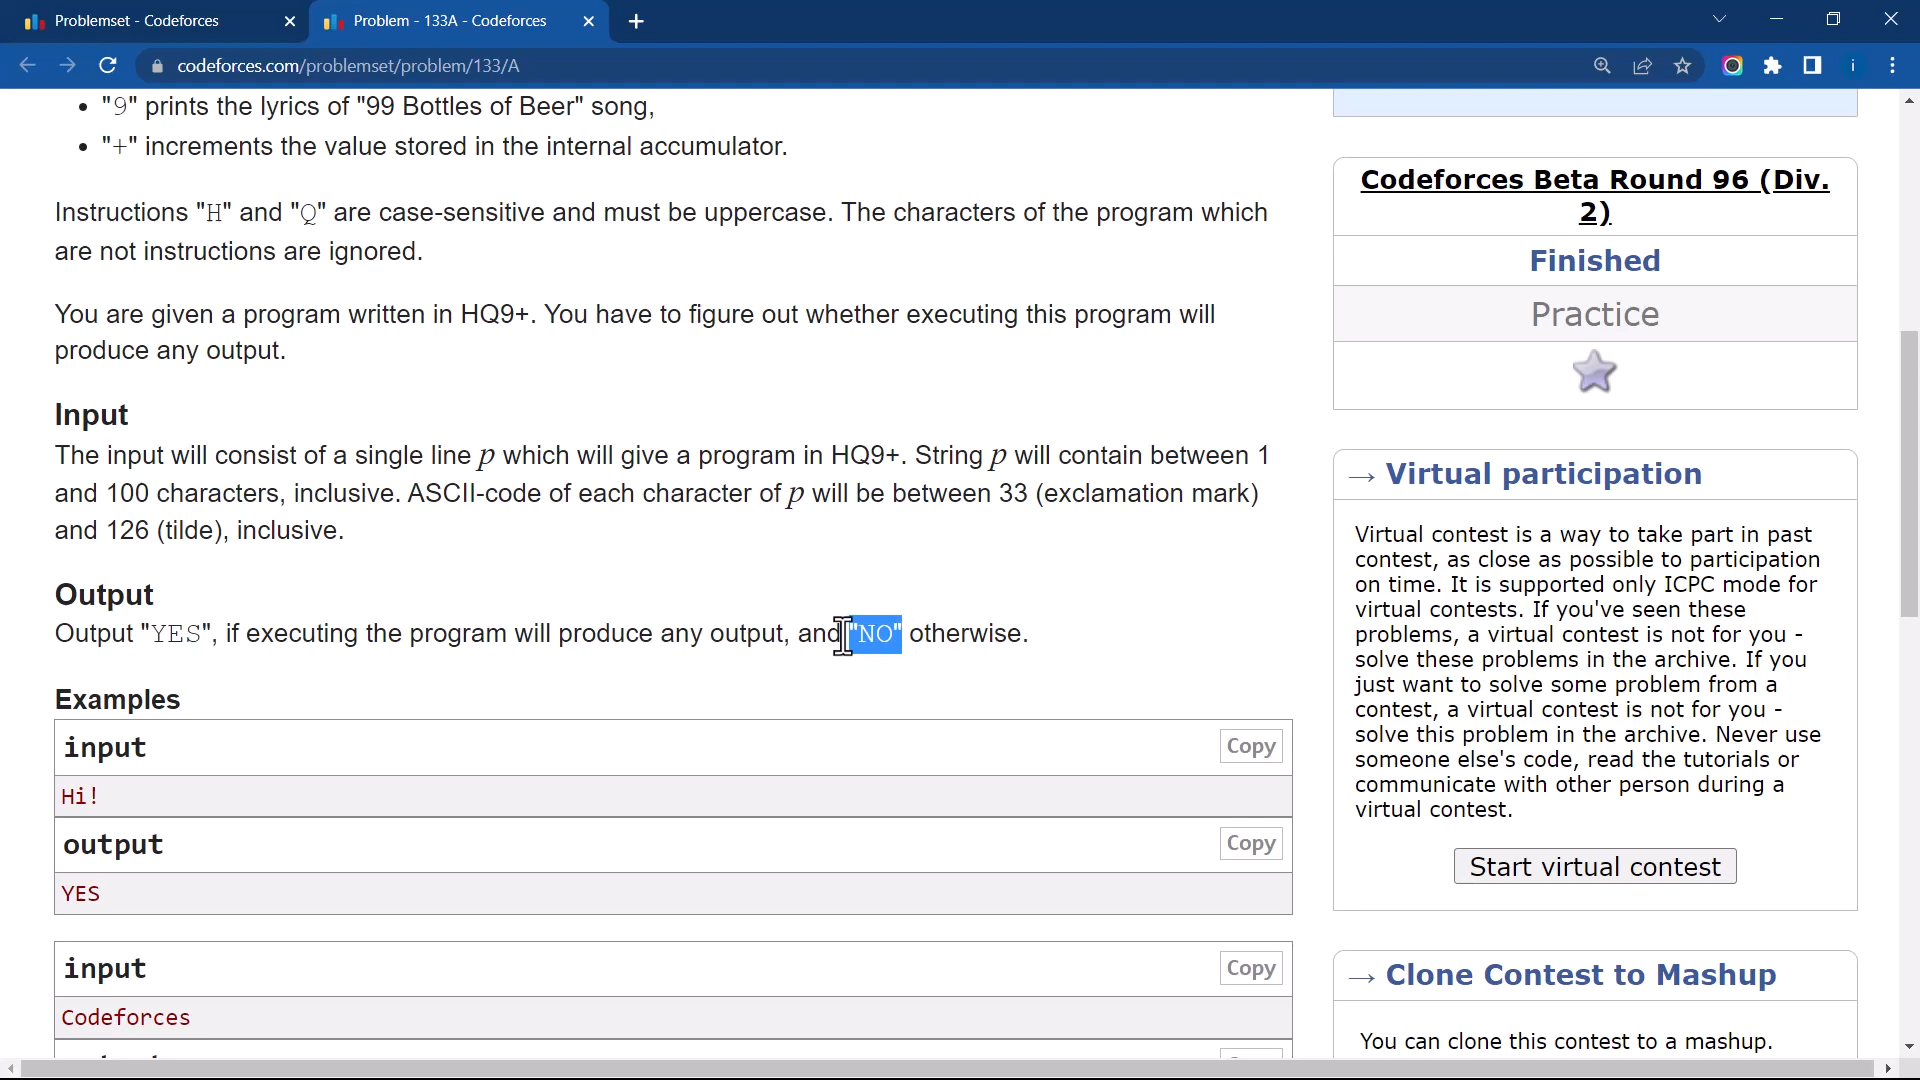 Problemset - Codeforces
Problem - 133A - Codeforces
codeforces.com/problemset/problem/133/A
i
• "9" prints the lyrics of "99 Bottles of Beer" song,
• "+" increments the value stored in the internal accumulator.
Instructions "H" and "Q" are case-sensitive and must be uppercase. The characters of the program which
are not instructions are ignored.
You are given a program written in HQ9+. You have to figure out whether executing this program will
produce any output.
Input
The input will consist of a single line p which will give a program in HQ9+. String p will contain between 1
and 100 characters, inclusive. ASCII-code of each character of p will be between 33 (exclamation mark)
and 126 (tilde), inclusive.
Output
Output "YES", if executing the program will produce any output, and "NO" otherwise.
Examples
input
Copy
Hi!
output
Copy
YES
input
Copy
Codeforces
Codeforces Beta Round 96 (Div.
2)
Finished
Practice
→ Virtual participation
Virtual contest is a way to take part in past
contest, as close as possible to participation
on time. It is supported only ICPC mode for
virtual contests. If you've seen these
problems, a virtual contest is not for you -
solve these problems in the archive. If you
just want to solve some problem from a
contest, a virtual contest is not for you -
solve this problem in the archive. Never use
someone else's code, read the tutorials or
communicate with other person during a
virtual contest.
Start virtual contest
→ Clone Contest to Mashup
You can clone this contest to a mashup.